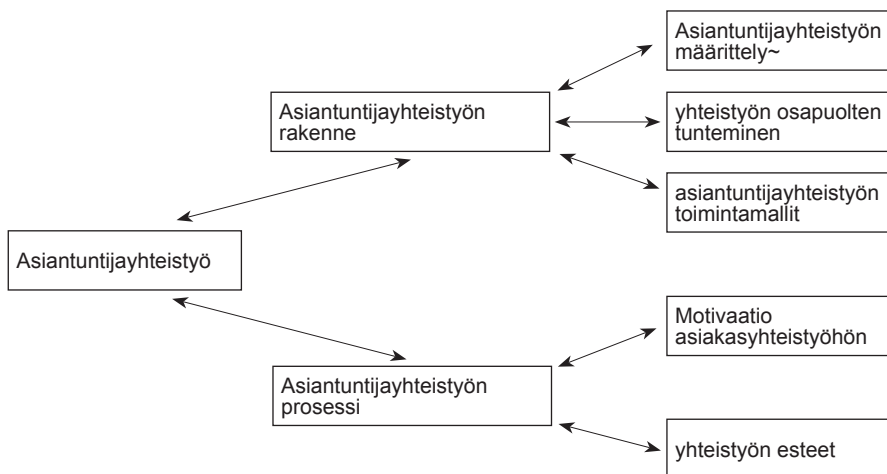 Asiantuntijayhteistyön
määrittely~
Asiantuntijayhteistyön
rakenne
yhteistyön osapuolten
tunteminen
asiantuntijayhteistyön
toimintamallit
Asiantuntijayhteistyö
Motivaatio
asiakasyhteistyöhön
Asiantuntijayhteistyön
prosessi
yhteistyön esteet